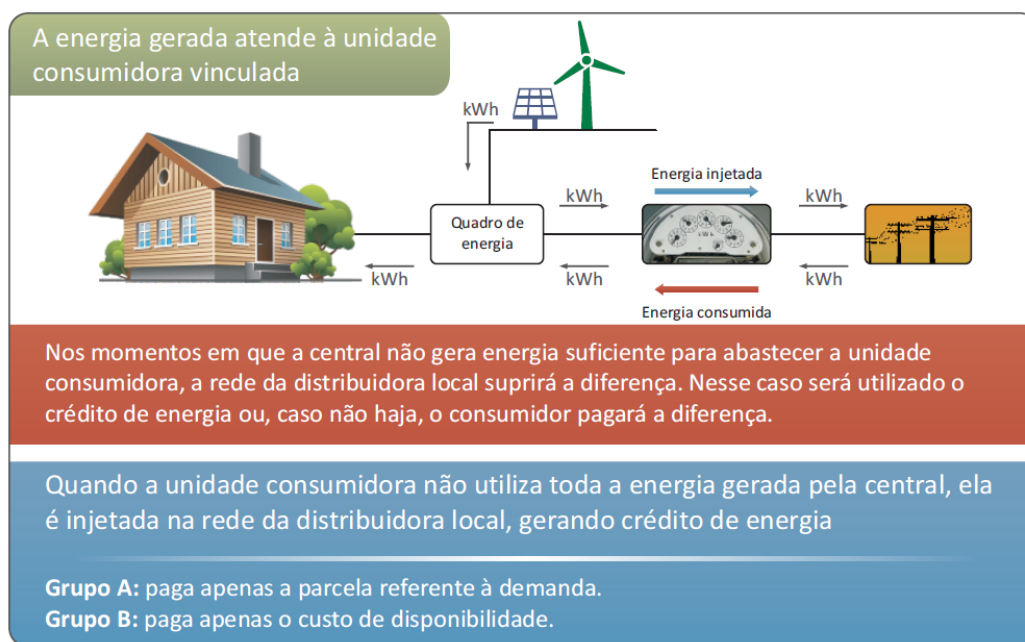 A energia gerada atende à unidade
consumidora vinculada
kWh
Energia injetada
kWh
kWh
Quadro de
energia
kWh
kWh
kWh
kWh
Energia consumida
Nos momentos em que a central não gera energia suficiente para abastecer a unidade
consumidora, a rede da distribuidora local suprirá a diferença. Nesse caso será utilizado o
crédito de energia ou, caso não haja, o consumidor pagará a diferença.
Quando a unidade consumidora não utiliza toda a energia gerada pela central, ela
é injetada na rede da distribuidora local, gerando crédito de energia
Grupo A: paga apenas a parcela referente à demanda.
Grupo B: paga apenas o custo de disponibilidade.